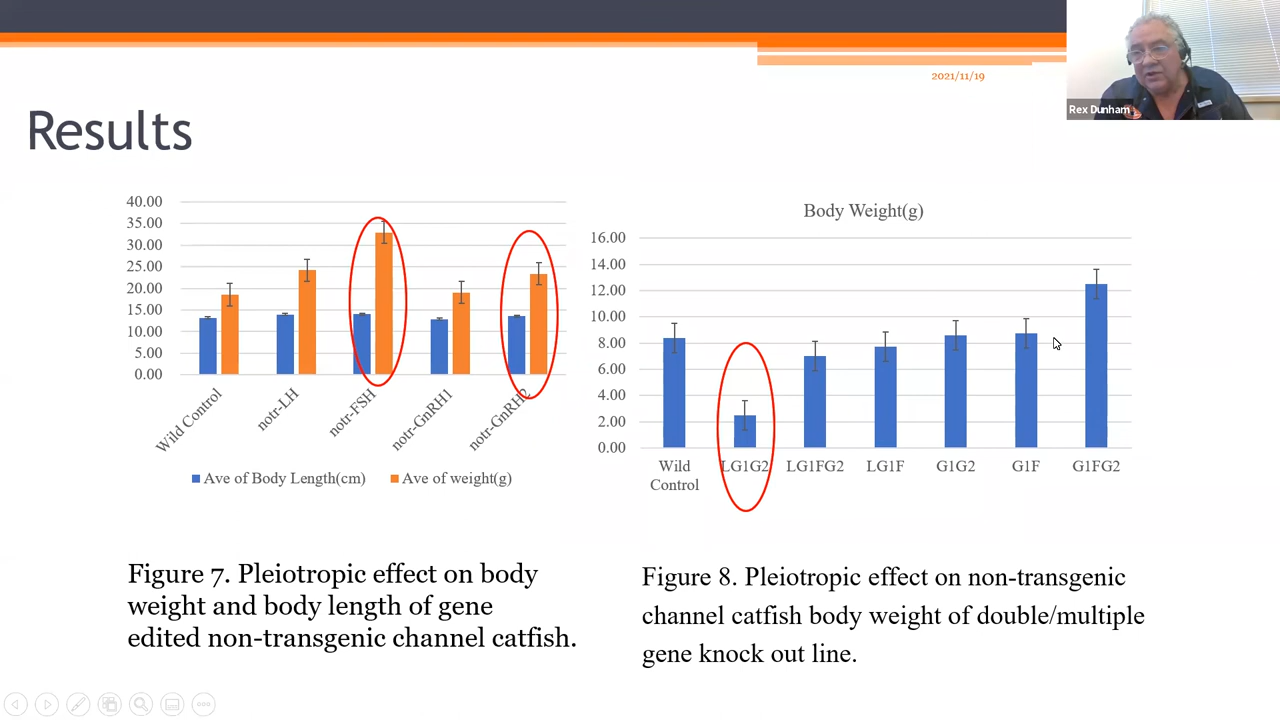 2021/11/19
Rex Dunham
Results
40.00
35.00
30.00
25.00
20.00
15.00
10.00
5.00
0.00
Wild Control
notr-LH
notr-FSH
notr-GnRH1
notr-GnRH2
Ave of Body Length(cm)
Ave of weight(g)
Body Weight(g)
16.00
14.00
12.00
10.00
8.00
6.00
4.00
2.00
0.00
Wild
Control
LG1G2
LG1FG2
LG1F
G1G2
G1F
G1FG2
Figure 7. Pleiotropic effect on body
weight and body length of gene
edited non-transgenic channel catfish.
Figure 8. Pleiotropic effect on non-transgenic
channel catfish body weight of double/multiple
gene knock out line.